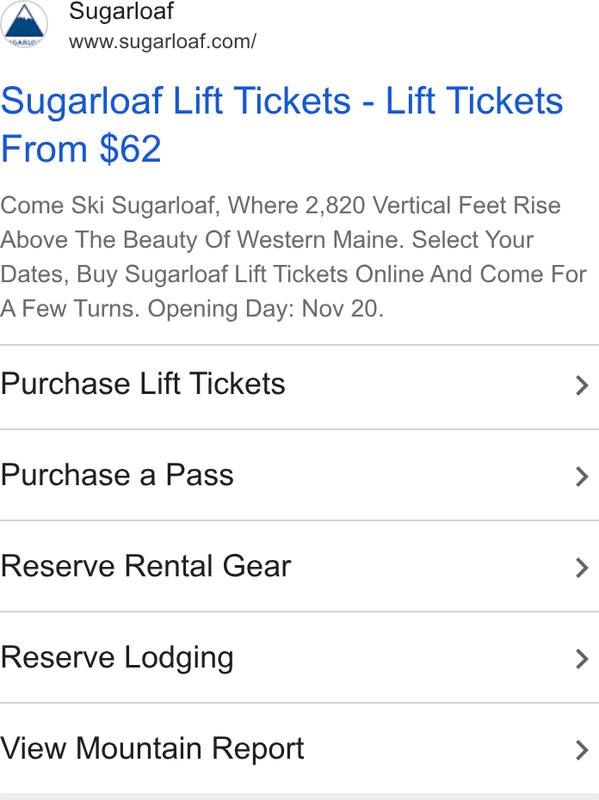 Sugarloaf
www.sugarloaf.com/
Sugarloaf Lift Tickets - Lift Tickets
From $62
Come Ski Sugarloaf, Where 2,820 Vertical Feet Rise
Above The Beauty Of Western Maine. Select Your
Dates, Buy Sugarloaf Lift Tickets Online And Come For
A Few Turns. Opening Day: Nov 20.
Purchase Lift Tickets
Purchase a Pass
Reserve Rental Gear
Reserve Lodging
View Mountain Report